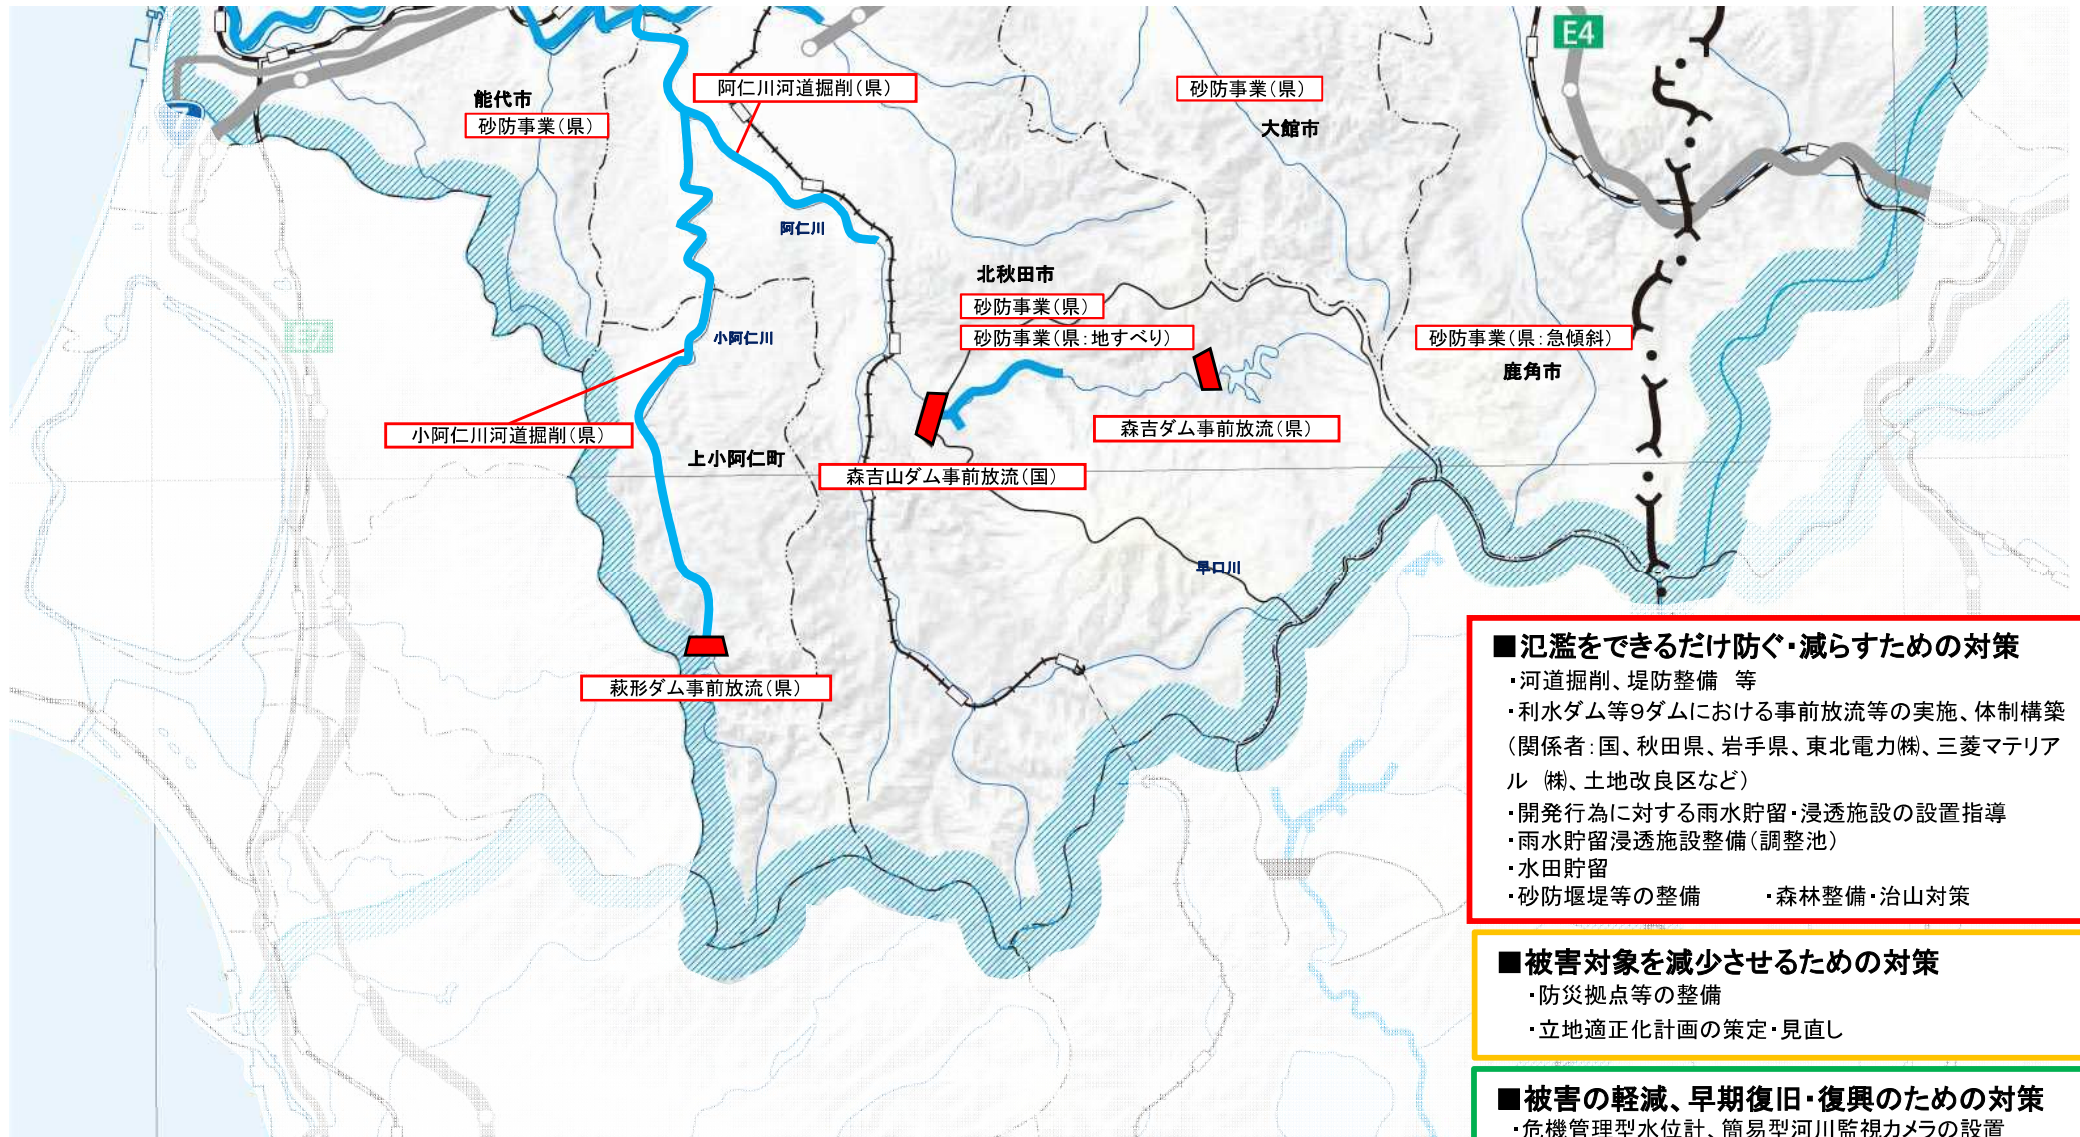 E4
阿仁川河道掘削(県)
砂防事業(県)
能代市
砂防事業(県)
大館市
阿仁川
北秋田市
砂防事業(県)
砂防事業(県:地すべり)
小阿仁川
砂防事業(県:急傾斜)
鹿角市
小阿仁川河道掘削(県)
森吉ダム事前放流(県)
上小阿仁町
森吉山ダム事前放流(国)
早口川
萩形ダム事前放流(県)
■氾濫をできるだけ防ぐ・減らすための対策
・河道掘削、堤防整備 等
・利水ダム等9ダムにおける事前放流等の実施、体制構築
(関係者:国、秋田県、岩手県、東北電力㈱、三菱マテリア
ル ㈱、土地改良区など)
・開発行為に対する雨水貯留・浸透施設の設置指導
・雨水貯留浸透施設整備(調整池)
・水田貯留
・砂防堰堤等の整備 ・森林整備・治山対策
■被害対象を減少させるための対策
・防災拠点等の整備
・立地適正化計画の策定・見直し
■被害の軽減、早期復旧・復興のための対策
・危機管理型水位計、簡易型河川監視カメラの設置